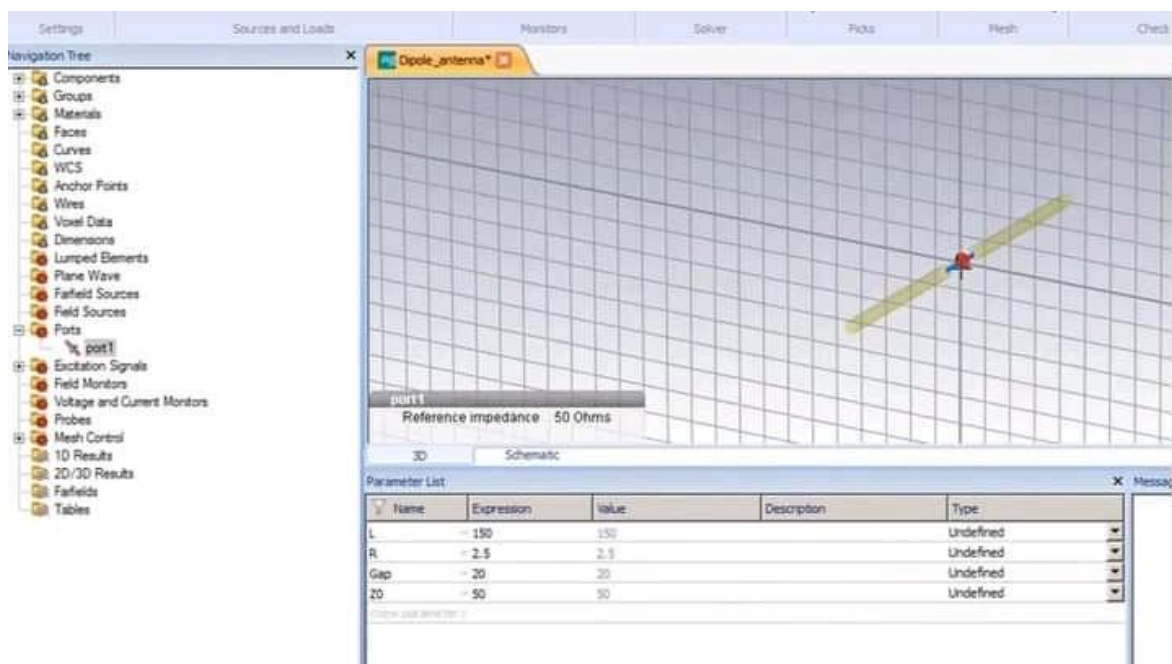 Settings Sources and Loads Monitors Solver Picks Mesh Check
Navigation Tree
Components
Groups
Materials
Faces
Curves
WCS
Anchor Points
Wires
Voxel Data
Dimensions
Lumped Elements
Plane Wave
Farfield Sources
Field Sources
Ports
port1
Excitation Signals
Field Monitors
Voltage and Current Monitors
Probes
Mesh Control
1D Results
2D/3D Results
Farfields
Tables
Dipole_antenna*
port1
Reference impedance 50 Ohms
3D Schematic
Parameter List
Messag
Name Expression Value Description Type
L = 150 150 Undefined
R = 2.5 2.5 Undefined
Gap = 20 20 Undefined
Z0 = 50 50 Undefined
<new parameter>